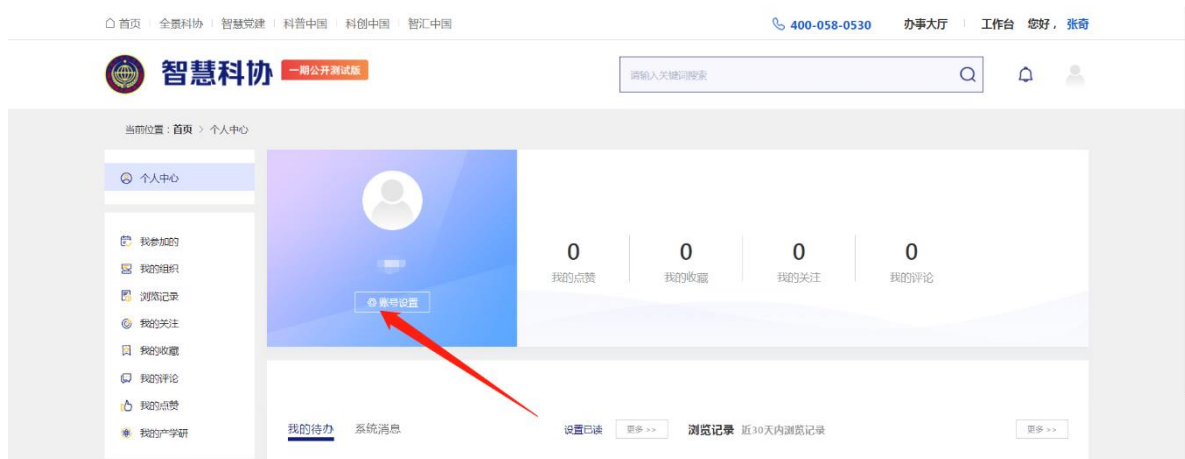 首页 全景科协 智慧党建 科普中国 科创中国 智汇中国 400-058-0530 办事大厅 工作台 您好， 张奇
智慧科协 一期公开测试版 请输入关键词搜索
当前位置：首页 > 个人中心
个人中心
我参加的
我的组织
浏览记录
我的关注
我的收藏
我的评论
我的点赞
我的产学研
账号设置
0 0 0 0
我的点赞 我的收藏 我的关注 我的评论
我的待办 系统消息 设置已读 更多 >> 浏览记录 近30天内浏览记录 更多 >>